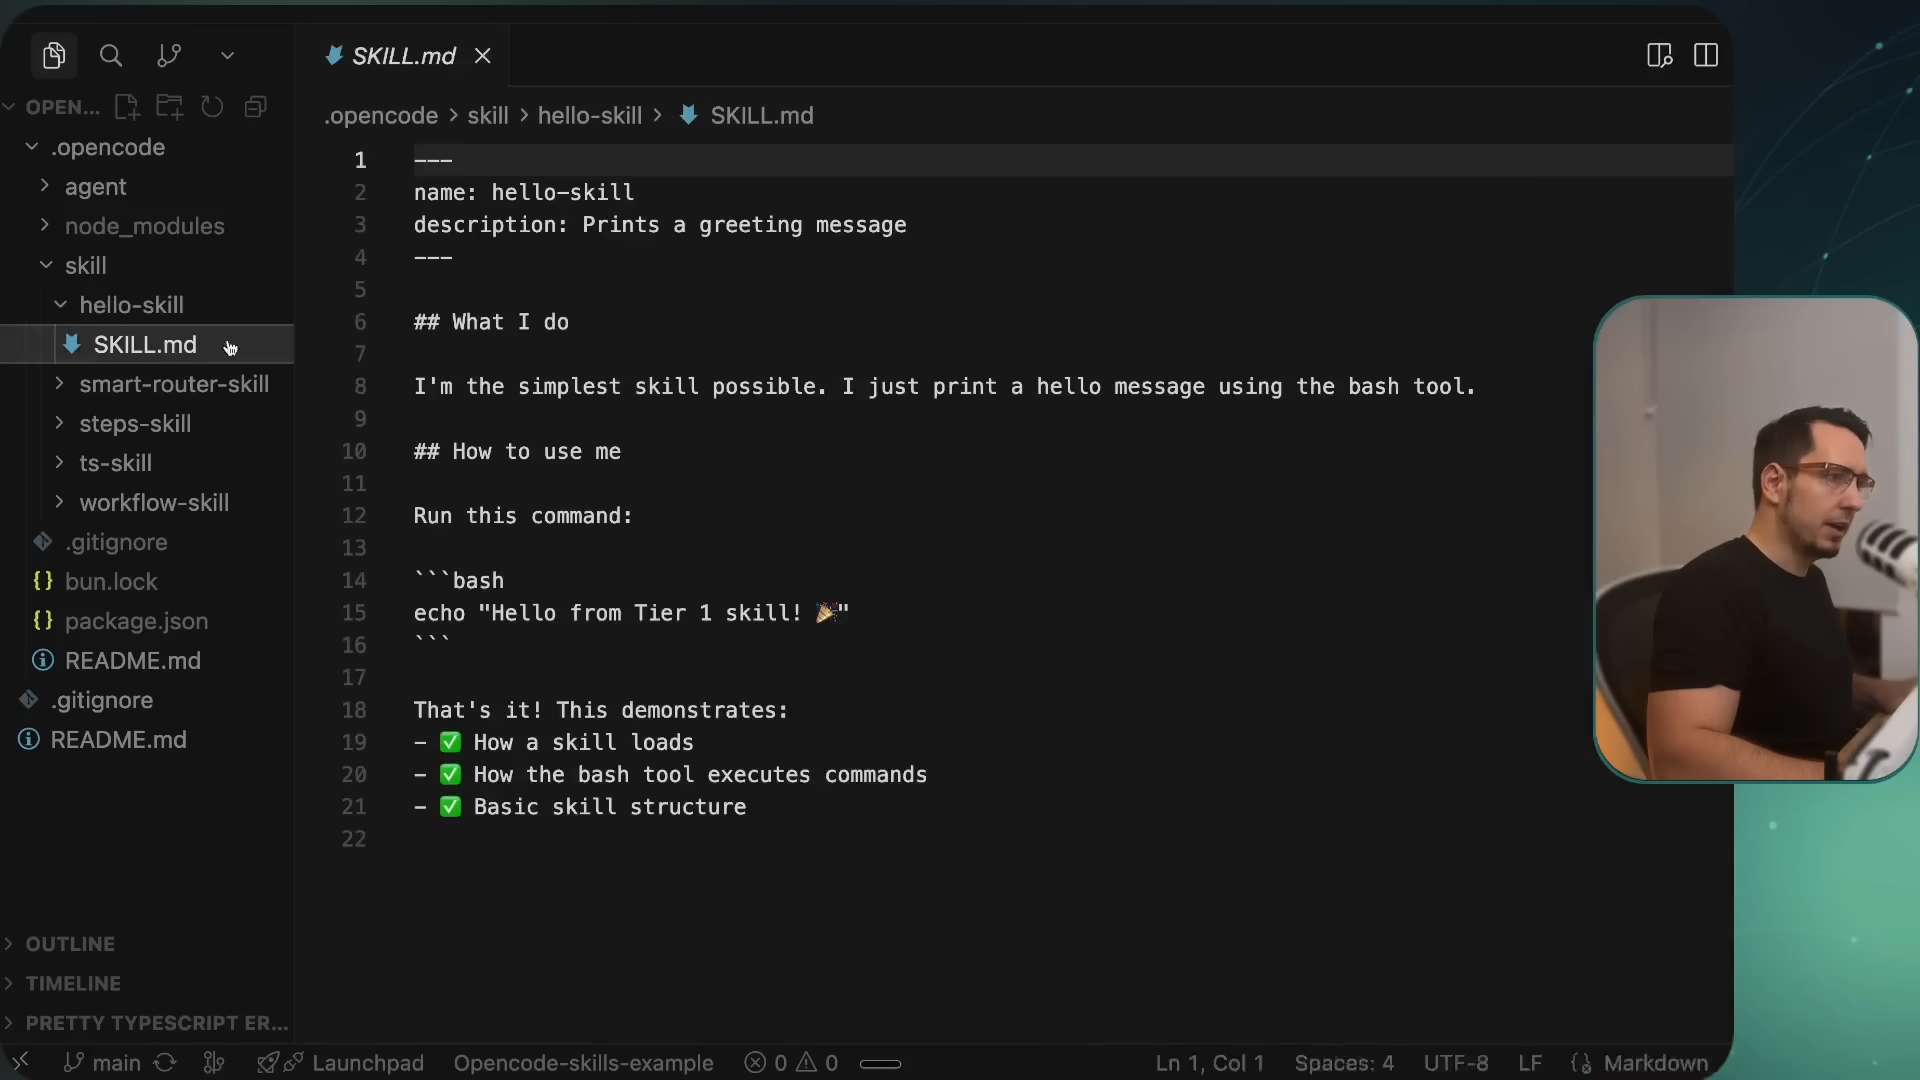 SKILL.md
OPEN...
.opencode
agent
node_modules
skill
hello-skill
SKILL.md
smart-router-skill
steps-skill
ts-skill
workflow-skill
.gitignore
bun.lock
package.json
README.md
.gitignore
README.md
OUTLINE
TIMELINE
PRETTY TYPESCRIPT ER...
.opencode > skill > hello-skill > SKILL.md
1 ---
2 name: hello-skill
3 description: Prints a greeting message
4 ---
5
6 ## What I do
7
8 I'm the simplest skill possible. I just print a hello message using the bash tool.
9
10 ## How to use me
11
12 Run this command:
13
14 ```bash
15 echo "Hello from Tier 1 skill! 🎉"
16 ```
17
18 That's it! This demonstrates:
19 - ✅ How a skill loads
20 - ✅ How the bash tool executes commands
21 - ✅ Basic skill structure
22
main Launchpad Opencode-skills-example 0 0 Ln 1, Col 1 Spaces: 4 UTF-8 LF Markdown